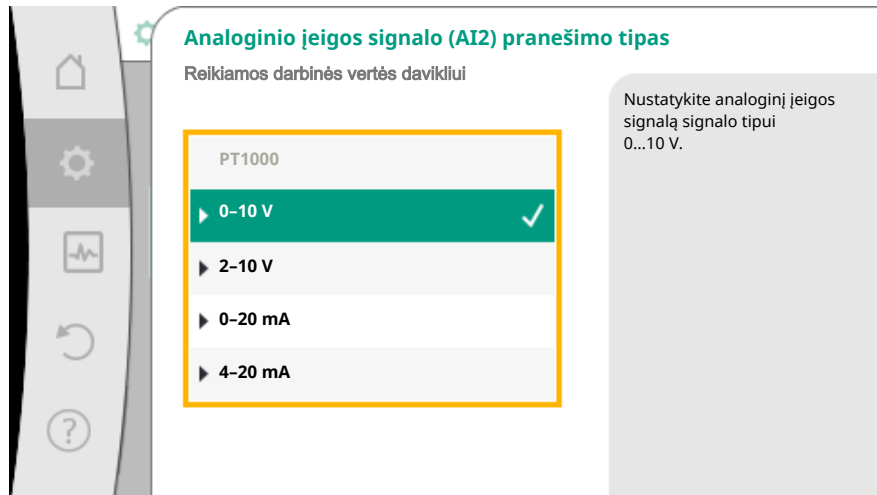 Analoginio įeigos signalo (AI2) pranešimo tipas
Reikiamos darbinės vertės davikliui
Nustatykite analoginį įeigos
signalą signalo tipui
0…10 V.
PT1000
0–10 V
2–10 V
0–20 mA
4–20 mA
?